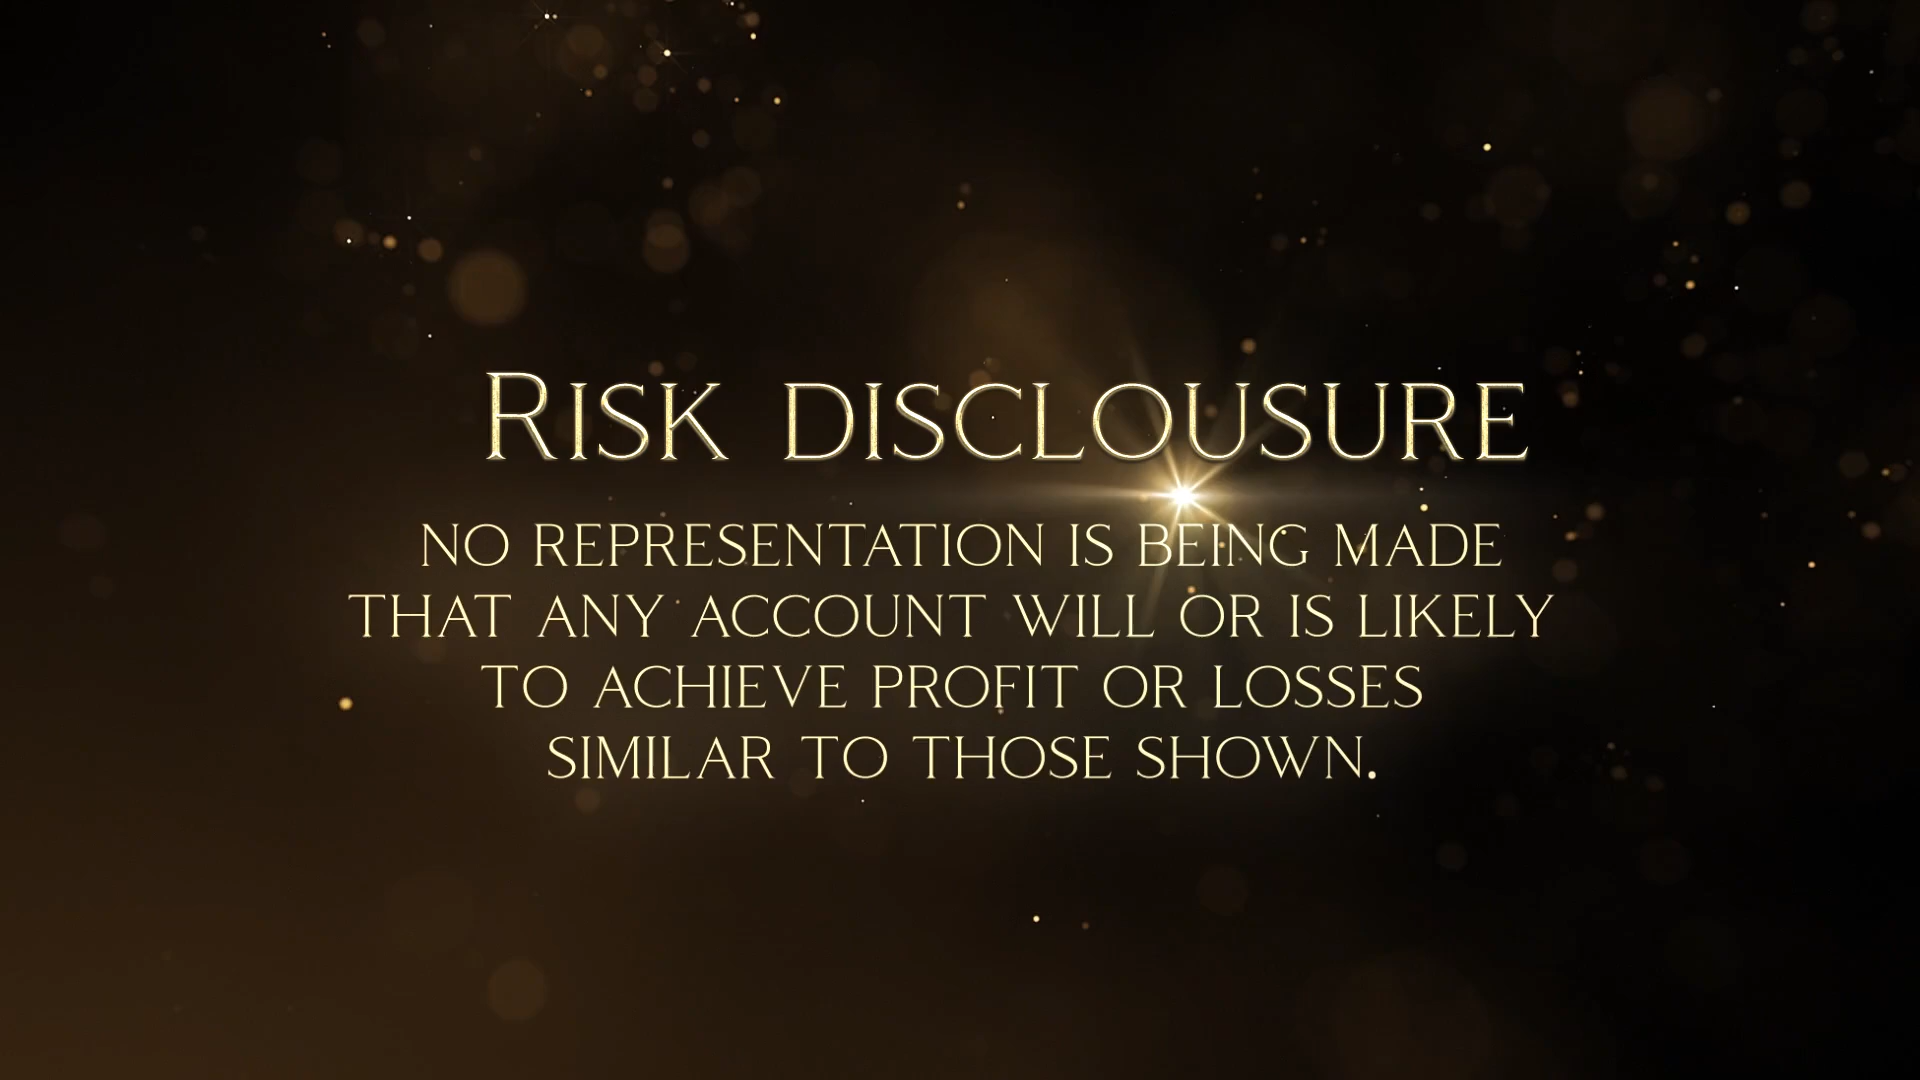 Risk disclousure
NO REPRESENTATION IS BEING MADE
THAT ANY ACCOUNT WILL OR IS LIKELY
TO ACHIEVE PROFIT OR LOSSES
SIMILAR TO THOSE SHOWN.